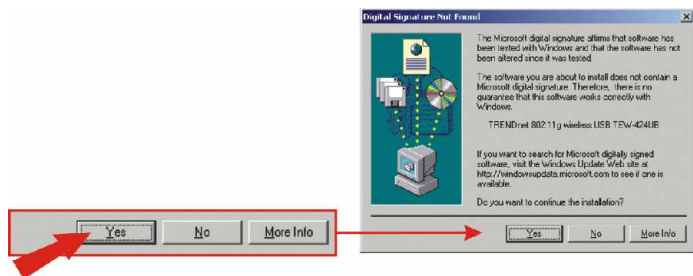 Digital Signature Not Found
The Microsoft digital signature affirms that software has
been tested with Windows and that the software has not
been altered since it was tested.
The software you are about to install does not contain a
Microsoft digital signature. Therefore, there is no
guarantee that this software works correctly with
Windows.
TRENDnet 802.11g wireless USB TEW-424UB
If you want to search for Microsoft digitally signed
software, visit the Windows Update Web site at
http://windowsupdate.microsoft.com to see if one is
available.
Do you want to continue the installation?
Yes No More Info
Yes No More Info